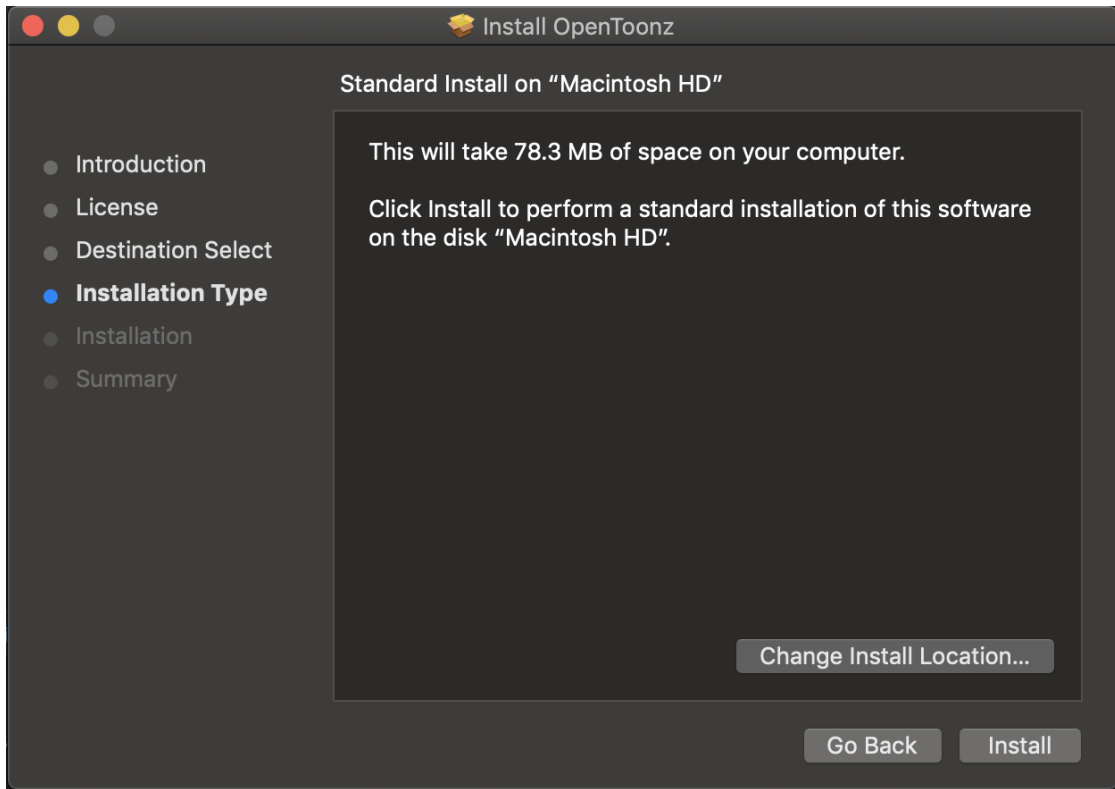 Install OpenToonz
Standard Install on “Macintosh HD”
Introduction
License
Destination Select
Installation Type
Installation
Summary
This will take 78.3 MB of space on your computer.
Click Install to perform a standard installation of this software
on the disk “Macintosh HD”.
Change Install Location...
Go Back
Install